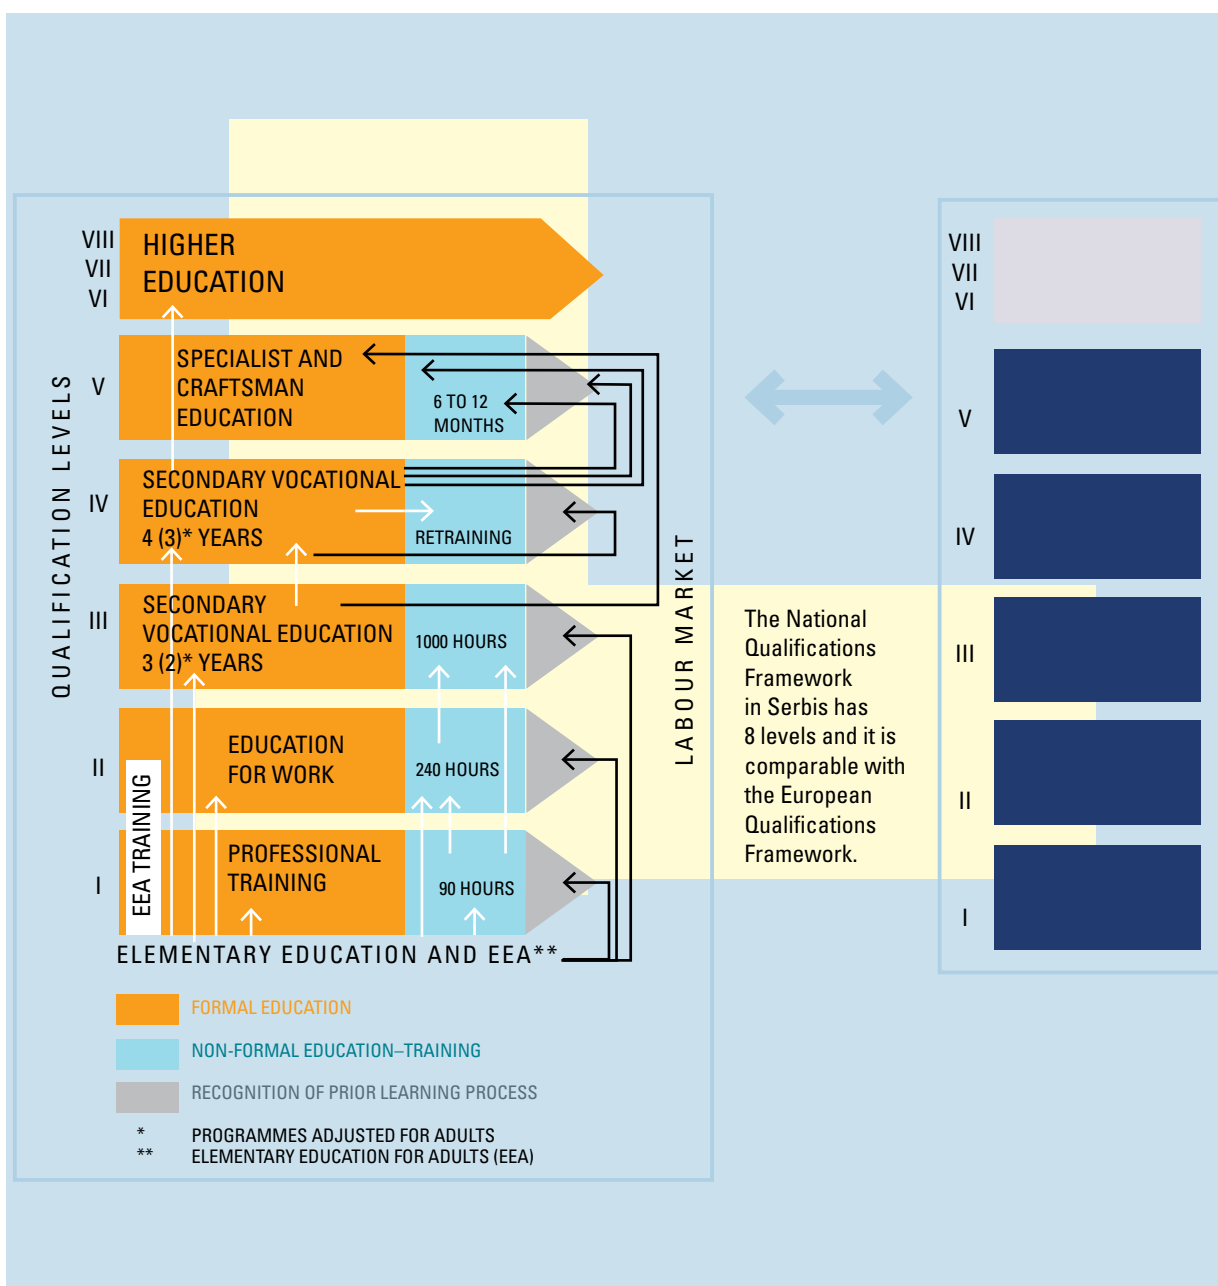 QUALIFICATION LEVELS
VIII
VII
VI
HIGHER
EDUCATION
V
SPECIALIST AND
CRAFTSMAN
EDUCATION
6 TO 12
MONTHS
IV
SECONDARY VOCATIONAL
EDUCATION
4 (3)* YEARS
RETRAINING
III
SECONDARY
VOCATIONAL EDUCATION
3 (2)* YEARS
1000 HOURS
II
EDUCATION
FOR WORK
240 HOURS
I
EEA TRAINING
PROFESSIONAL
TRAINING
90 HOURS
ELEMENTARY EDUCATION AND EEA**
LABOUR MARKET
FORMAL EDUCATION
NON-FORMAL EDUCATION–TRAINING
RECOGNITION OF PRIOR LEARNING PROCESS
* PROGRAMMES ADJUSTED FOR ADULTS
** ELEMENTARY EDUCATION FOR ADULTS (EEA)
The National
Qualifications
Framework
in Serbis has
8 levels and it is
comparable with
the European
Qualifications
Framework.
VIII
VII
VI
V
IV
III
II
I